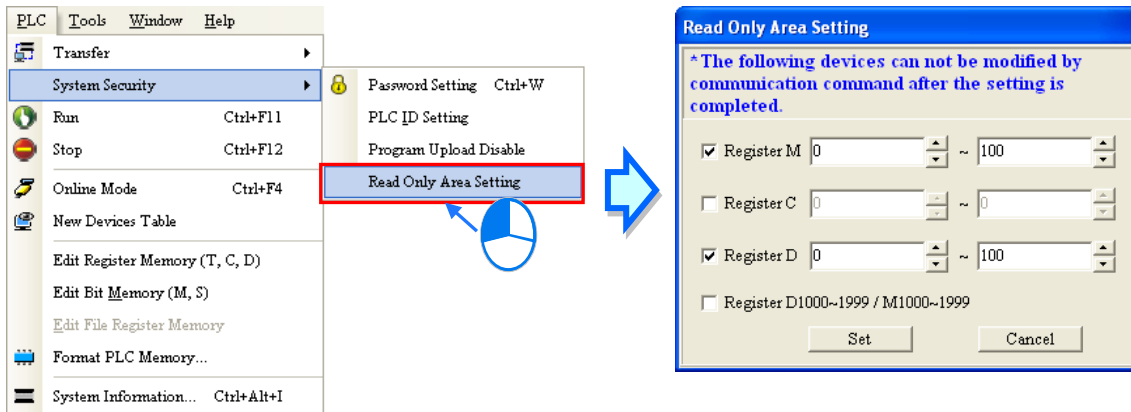 PLC Tools Window Help
Transfer
System Security
Run Ctrl+F11
Stop Ctrl+F12
Online Mode Ctrl+F4
New Devices Table
Edit Register Memory (T, C, D)
Edit Bit Memory (M, S)
Edit File Register Memory
Format PLC Memory...
System Information... Ctrl+Alt+I
Password Setting Ctrl+W
PLC ID Setting
Program Upload Disable
Read Only Area Setting
Read Only Area Setting
*The following devices can not be modified by
communication command after the setting is
completed.
Register M 0 ~ 100
Register C 0 ~ 0
Register D 0 ~ 100
Register D1000~1999 / M1000~1999
Set Cancel